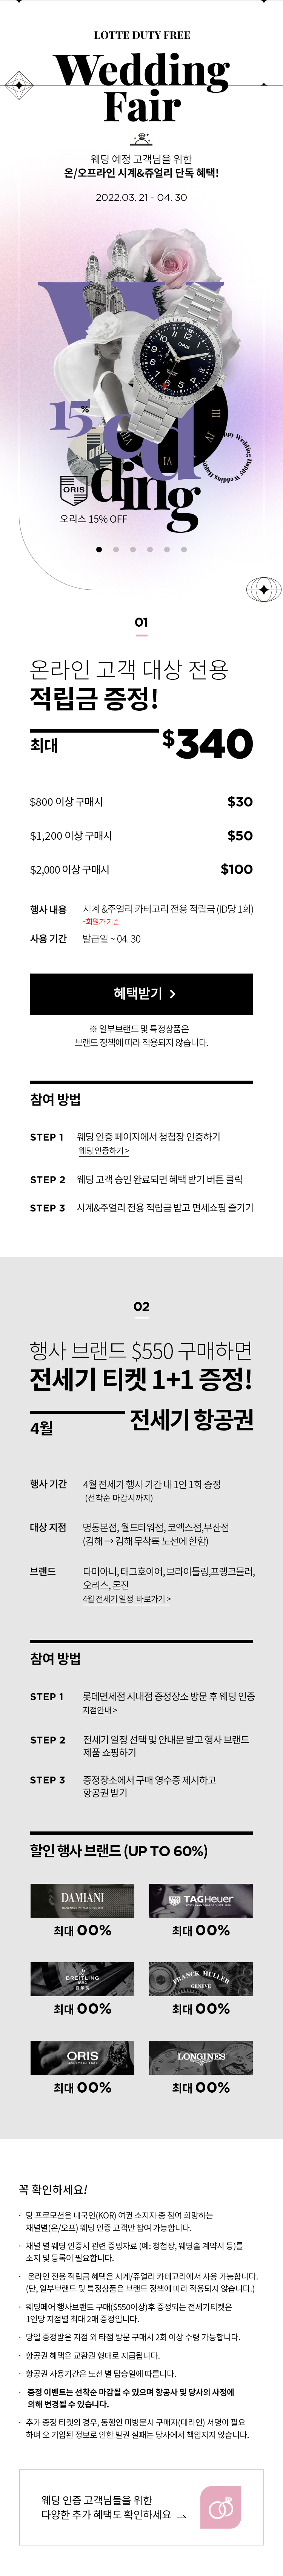 LOTTE DUTY FREE
Wedding
Fair
웨딩 예정 고객님을 위한
온/오프라인 시계&쥬얼리 단독 혜택!
2022.03. 21 - 04. 30
W
15%
ding
ORIS
오리스 15% OFF
01
온라인 고객 대상 전용
적립금 증정!
최대 $340
$800 이상 구매시 $30
$1,200 이상 구매시 $50
$2,000 이상 구매시 $100
행사 내용 시계&주얼리 카테고리 전용 적립금 (ID당 1회)
*회원가 기준
사용 기간 발급일 ~ 04. 30
혜택받기 >
※ 일부브랜드 및 특정상품은
브랜드 정책에 따라 적용되지 않습니다.
참여 방법
STEP 1 웨딩 인증 페이지에서 청첩장 인증하기
웨딩 인증하기 >
STEP 2 웨딩 고객 승인 완료되면 혜택 받기 버튼 클릭
STEP 3 시계&주얼리 전용 적립금 받고 면세쇼핑 즐기기
02
행사 브랜드 $550 구매하면
전세기 티켓 1+1 증정!
4월 전세기 항공권
행사 기간 4월 전세기 행사 기간 내 1인 1회 증정
(선착순 마감시까지)
대상 지점 명동본점, 월드타워점, 코엑스점,부산점
(김해 → 김해 무착륙 노선에 한함)
브랜드 다미아니, 태그호이어, 브라이틀링,프랭크뮬러,
오리스, 론진
4월 전세기 일정 바로가기 >
참여 방법
STEP 1 롯데면세점 시내점 증정장소 방문 후 웨딩 인증
지점안내 >
STEP 2 전세기 일정 선택 및 안내문 받고 행사 브랜드
제품 쇼핑하기
STEP 3 증정장소에서 구매 영수증 제시하고
항공권 받기
할인 행사 브랜드 (UP TO 60%)
DAMIANI TAGHeuer
최대 00% 최대 00%
BREITLING FRANCK MULLER
GENEVE
최대 00% 최대 00%
ORIS LONGINES
최대 00% 최대 00%
꼭 확인하세요!
· 당 프로모션은 내국인(KOR) 여권 소지자 중 참여 희망하는
채널별(온/오프) 웨딩 인증 고객만 참여 가능합니다.
· 채널 별 웨딩 인증시 관련 증빙자료 (예: 청첩장, 웨딩홀 계약서 등)를
소지 및 등록이 필요합니다.
· 온라인 전용 적립금 혜택은 시계/쥬얼리 카테고리에서 사용 가능합니다.
(단, 일부브랜드 및 특정상품은 브랜드 정책에 따라 적용되지 않습니다.)
· 웨딩페어 행사브랜드 구매($550이상)후 증정되는 전세기티켓은
1인당 지점별 최대 2매 증정입니다.
· 당일 증정받은 지점 외 타점 방문 구매시 2회 이상 수령 가능합니다.
· 항공권 혜택은 교환권 형태로 지급됩니다.
· 항공권 사용기간은 노선 별 탑승일에 따릅니다.
· 증정 이벤트는 선착순 마감될 수 있으며 항공사 및 당사의 사정에
의해 변경될 수 있습니다.
· 추가 증정 티켓의 경우, 동행인 미방문시 구매자(대리인) 서명이 필요
하며 오 기입된 정보로 인한 발권 실패는 당사에서 책임지지 않습니다.
웨딩 인증 고객님들을 위한
다양한 추가 혜택도 확인하세요 →